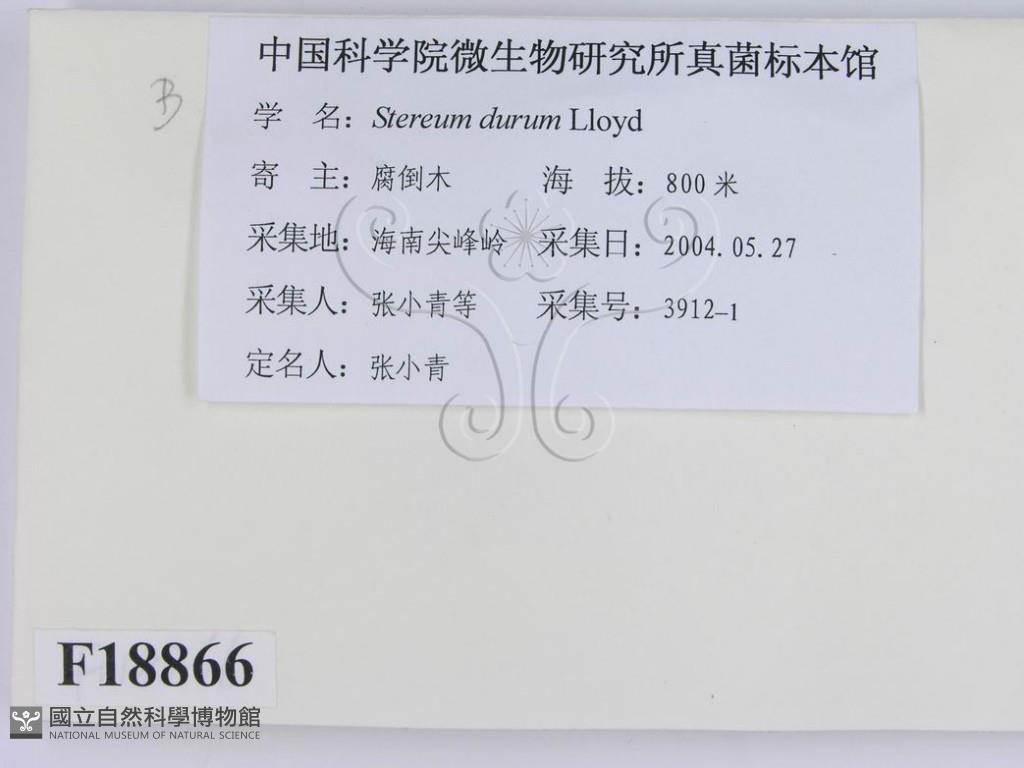 中国科学院微生物研究所真菌标本馆
B
学 名：Stereum durum Lloyd
寄 主：腐倒木 海 拔：800 米
采集地：海南尖峰岭 采集日：2004.05.27
采集人：张小青等 采集号：3912-1
定名人：张小青
F18866
國立自然科學博物館
NATIONAL MUSEUM OF NATURAL SCIENCE